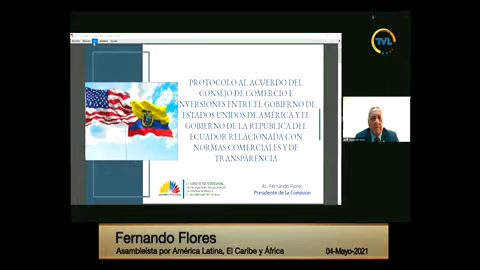 TVL
PROTOCOLO AL ACUERDO DEL
CONSEJO DE COMERCIO E
INVERSIONES ENTRE EL GOBIERNO DE
ESTADOS UNIDOS DE AMÉRICA Y EL
GOBIERNO DE LA REPÚBLICA DEL
ECUADOR RELACIONADA CON
NORMAS COMERCIALES Y DE
TRANSPARENCIA
As. Fernando Flores
Presidente de la Comisión
Fernando Flores
Asambleísta por América Latina, El Caribe y África
04-Mayo-2021